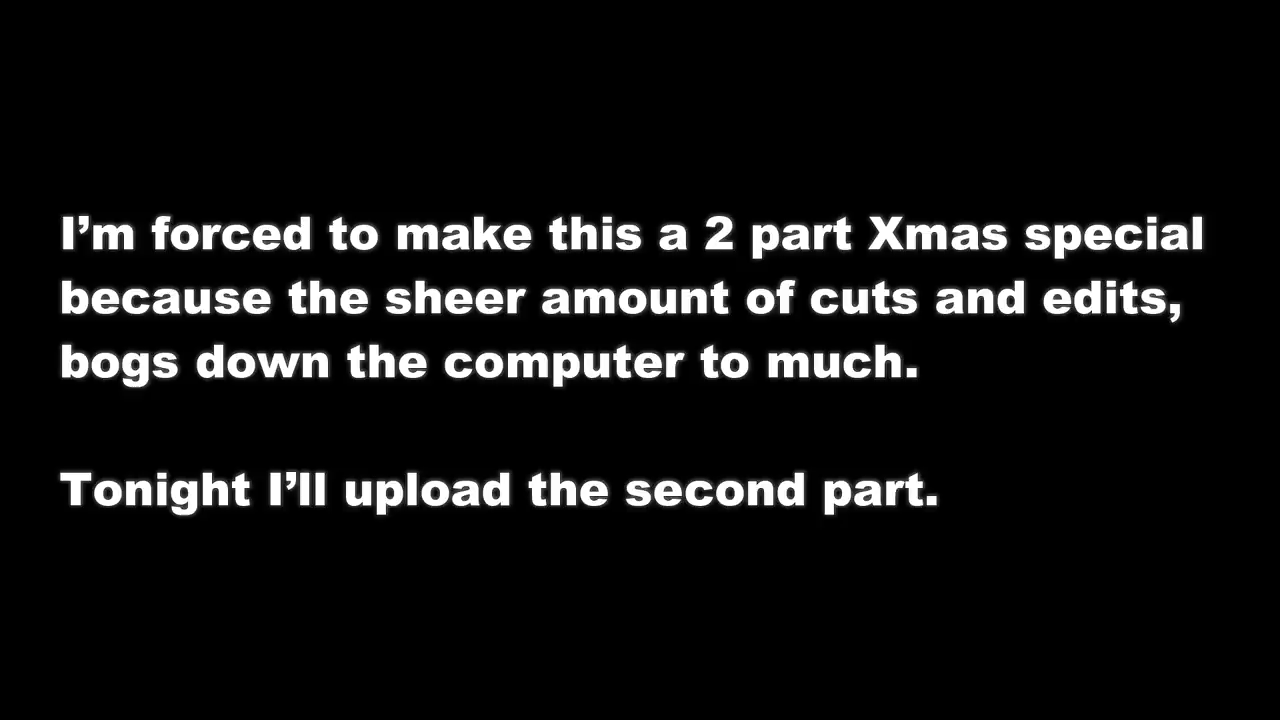 I’m forced to make this a 2 part Xmas special
because the sheer amount of cuts and edits,
bogs down the computer to much.
Tonight I’ll upload the second part.